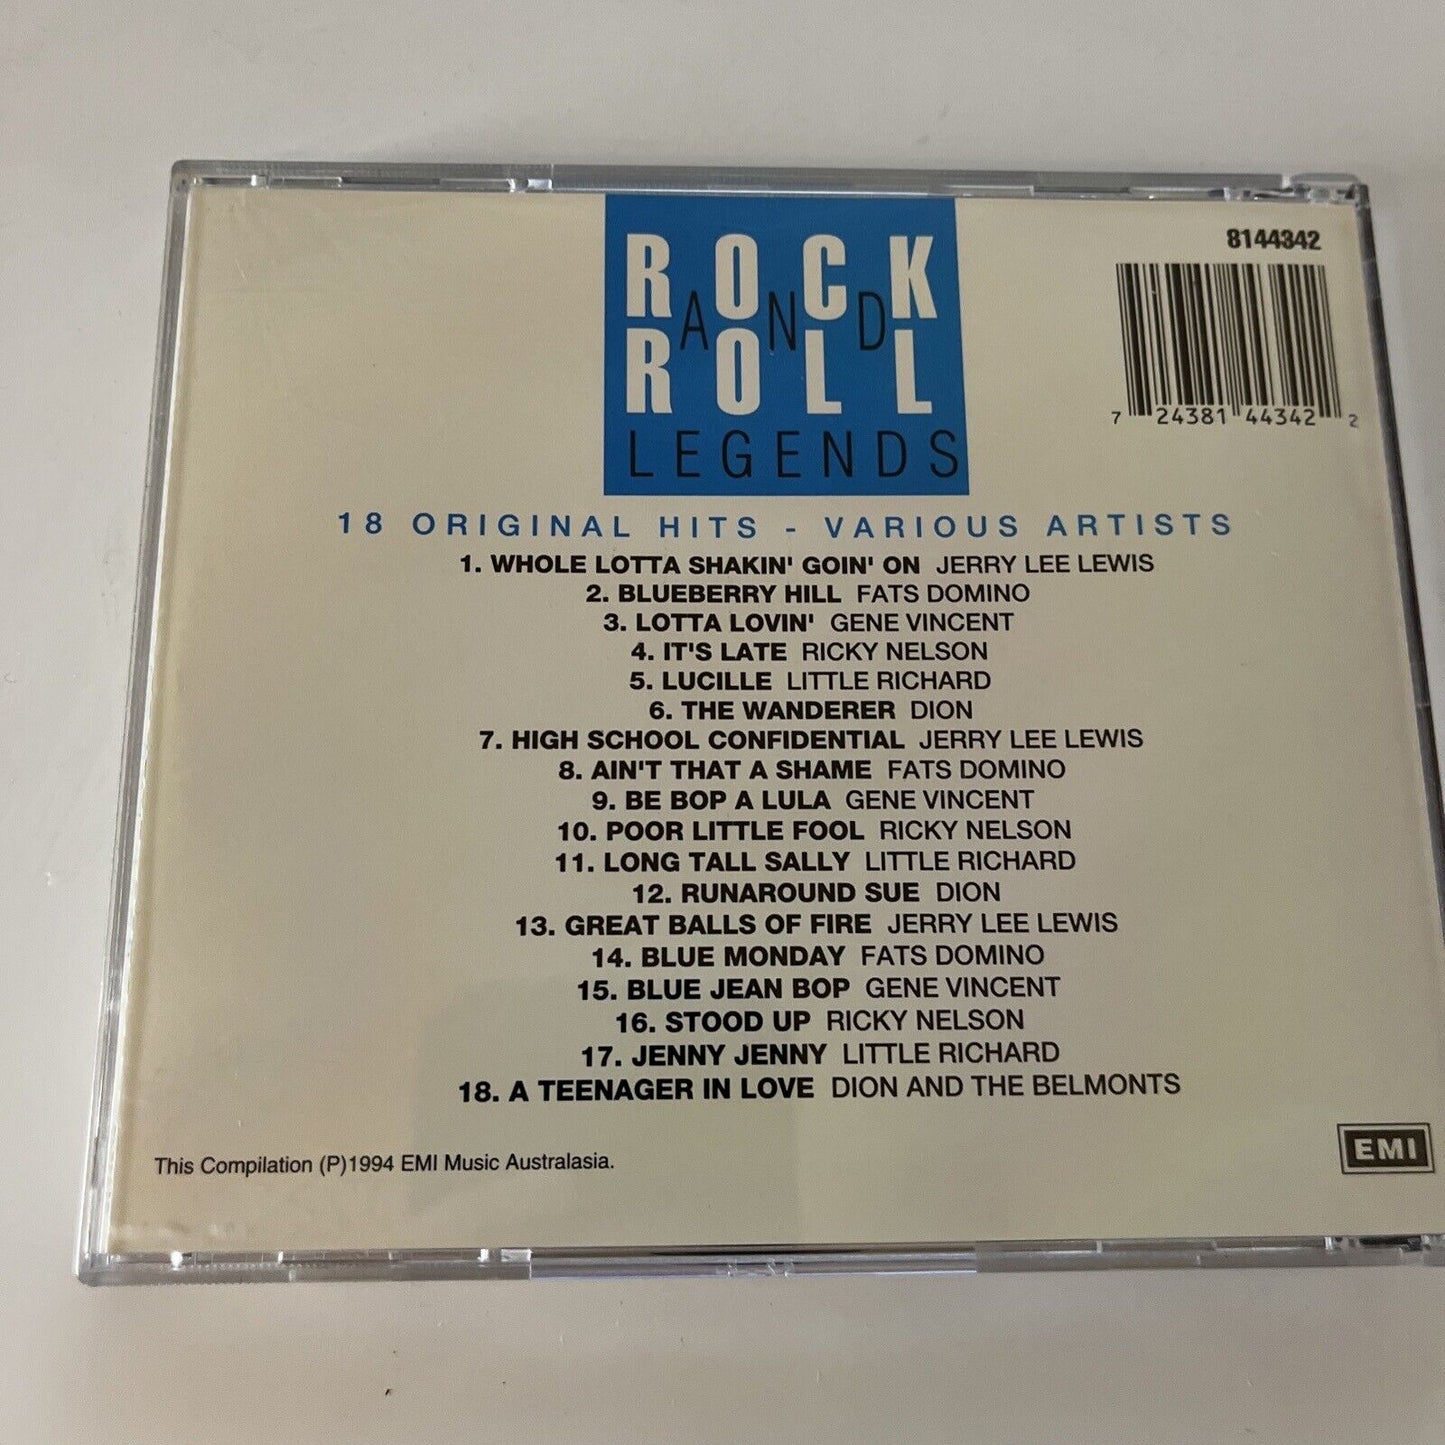 ROCK
AND
ROLL
LEGENDS
8144342
7 24381 44342 2
18 ORIGINAL HITS - VARIOUS ARTISTS
1. WHOLE LOTTA SHAKIN' GOIN' ON JERRY LEE LEWIS
2. BLUEBERRY HILL FATS DOMINO
3. LOTTA LOVIN' GENE VINCENT
4. IT'S LATE RICKY NELSON
5. LUCILLE LITTLE RICHARD
6. THE WANDERER DION
7. HIGH SCHOOL CONFIDENTIAL JERRY LEE LEWIS
8. AIN'T THAT A SHAME FATS DOMINO
9. BE BOP A LULA GENE VINCENT
10. POOR LITTLE FOOL RICKY NELSON
11. LONG TALL SALLY LITTLE RICHARD
12. RUNAROUND SUE DION
13. GREAT BALLS OF FIRE JERRY LEE LEWIS
14. BLUE MONDAY FATS DOMINO
15. BLUE JEAN BOP GENE VINCENT
16. STOOD UP RICKY NELSON
17. JENNY JENNY LITTLE RICHARD
18. A TEENAGER IN LOVE DION AND THE BELMONTS
This Compilation (P)1994 EMI Music Australasia.
EMI